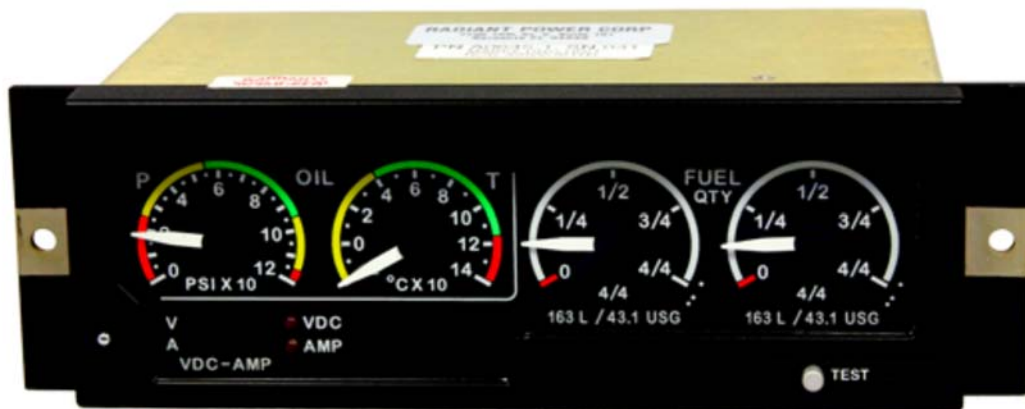 RADIANT POWER CORP
P OIL T FUEL
QTY
0 2 4 6 8 10 12
PSI X 10
0 2 4 6 8 10 12 14
°C X 10
0 1/4 1/2 3/4 4/4
4/4
163 L / 43.1 USG
0 1/4 1/2 3/4 4/4
4/4
163 L / 43.1 USG
V VDC
A AMP
VDC-AMP
TEST